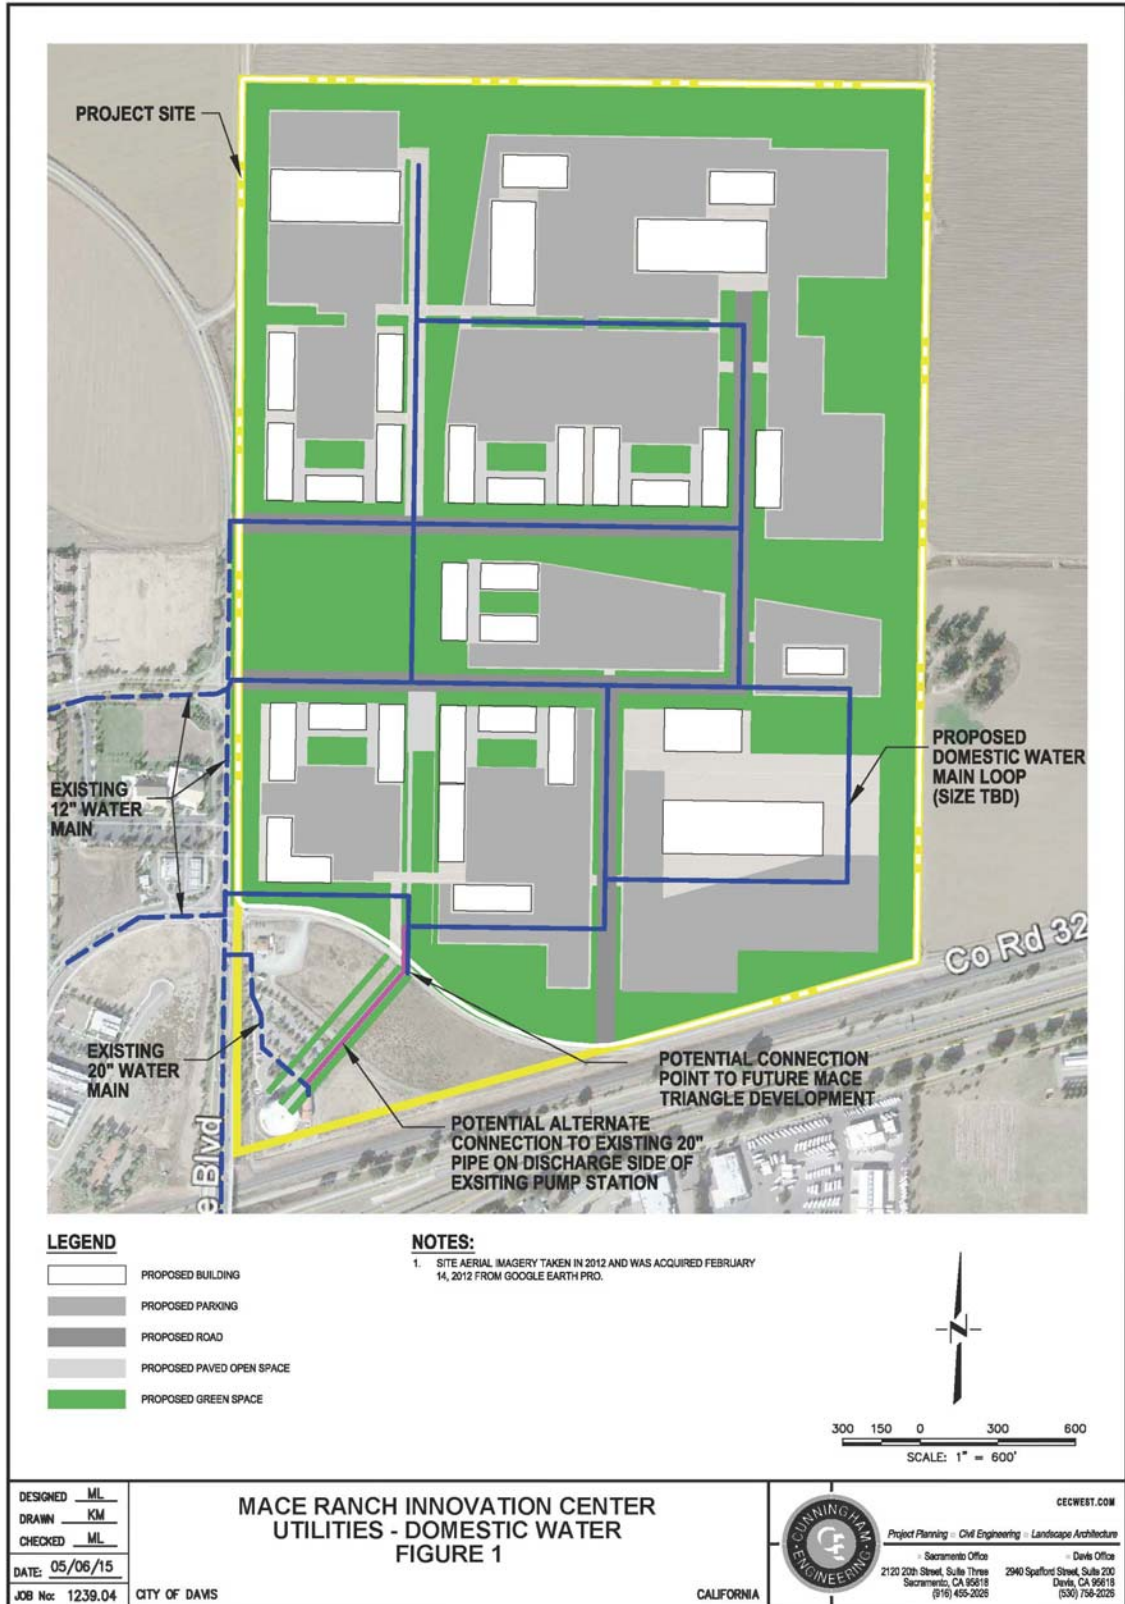 PROJECT SITE
EXISTING
12" WATER
MAIN
PROPOSED
DOMESTIC WATER
MAIN LOOP
(SIZE TBD)
Co Rd 32
EXISTING
20" WATER
MAIN
POTENTIAL CONNECTION
POINT TO FUTURE MACE
TRIANGLE DEVELOPMENT
POTENTIAL ALTERNATE
CONNECTION TO EXISTING 20"
PIPE ON DISCHARGE SIDE OF
EXSITING PUMP STATION
e Blvd
LEGEND
PROPOSED BUILDING
PROPOSED PARKING
PROPOSED ROAD
PROPOSED PAVED OPEN SPACE
PROPOSED GREEN SPACE
NOTES:
1. SITE AERIAL IMAGERY TAKEN IN 2012 AND WAS ACQUIRED FEBRUARY
14, 2012 FROM GOOGLE EARTH PRO.
N
300 150 0 300 600
SCALE: 1" = 600'
DESIGNED ML
DRAWN KM
CHECKED ML
DATE: 05/06/15
JOB No: 1239.04
MACE RANCH INNOVATION CENTER
UTILITIES - DOMESTIC WATER
FIGURE 1
CITY OF DAVIS
CALIFORNIA
CUNNINGHAM
ENGINEERING
CECWEST.COM
Project Planning Civil Engineering Landscape Architecture
Sacramento Office
2120 20th Street, Suite Three
Sacramento, CA 95818
(916) 455-2026
Davis Office
2940 Spafford Street, Suite 200
Davis, CA 95618
(530) 758-2026